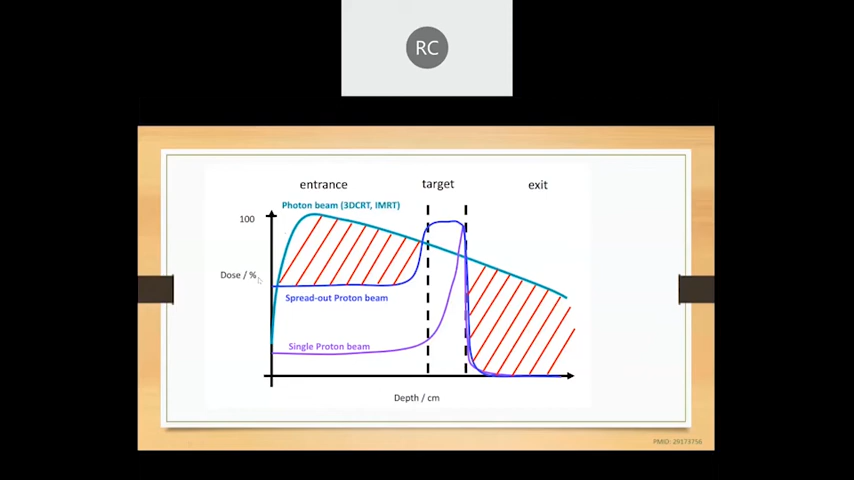 RC
entrance
target
exit
Photon beam (3DCRT, IMRT)
100
Dose / %
Spread-out Proton beam
Single Proton beam
Depth / cm
PMID: 29173756